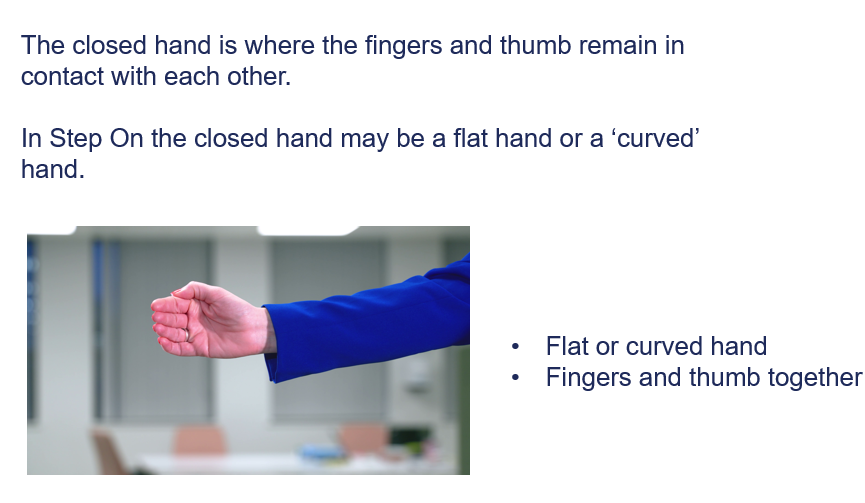 The closed hand is where the fingers and thumb remain in
contact with each other.
In Step On the closed hand may be a flat hand or a ‘curved’
hand.
• Flat or curved hand
• Fingers and thumb together